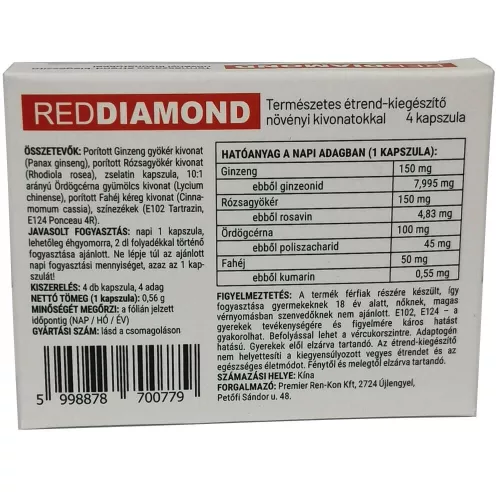 REDDIAMOND
Természetes étrend-kiegészítő
növényi kivonatokkal 4 kapszula
ÖSSZETEVŐK: Porított Ginzeng gyökér kivonat
(Panax ginseng), porított Rózsagyökér kivonat
(Rhodiola rosea), zselatin kapszula, 10:1
arányú Ördögcérna gyümölcs kivonat (Lycium
chinense), porított Fahéj kéreg kivonat (Cinna-
momum cassia), színezékek (E102 Tartrazin,
E124 Ponceau 4R).
JAVASOLT FOGYASZTÁS: napi 1 kapszula,
lehetőleg éhgyomorra, 2 dl folyadékkal történő
fogyasztása ajánlott. Ne lépje túl az ajánlott
napi fogyasztási mennyiséget, azaz az 1 kap-
szulát!
KISZERELÉS: 4 db kapszula, 4 adag
NETTÓ TÖMEG (1 kapszula): 0,56 g
MINŐSÉGÉT MEGŐRZI: a fólián jelzett
időpontig (NAP / HÓ / ÉV)
GYÁRTÁSI SZÁM: lásd a csomagoláson
5 998878 700779
HATÓANYAG A NAPI ADAGBAN (1 KAPSZULA):
Ginzeng 150 mg
ebből ginzeonid 7,995 mg
Rózsagyökér 150 mg
ebből rosavin 4,83 mg
Ördögcérna 100 mg
ebből poliszacharid 45 mg
Fahéj 50 mg
ebből kumarin 0,55 mg
FIGYELMEZTETÉS: A termék férfiak részére készült, így
fogyasztása gyermekeknek 18 év alatt, nőknek, magas
vérnyomásban szenvedőknek nem ajánlott. E102, E124 – a
gyerekek tevékenységére és figyelmére káros hatást
gyakorolhat. Befolyással lehet a vércukorszintre. Adaptogén
hatású. Gyerekek elől elzárva tartandó. Az étrend-kiegészítő
nem helyettesíti a kiegyensúlyozott vegyes étrendet és az
egészséges életmódot. Fénytől és melegtől elzárva tartandó.
SZÁRMAZÁSI HELYE: Kína
FORGALMAZÓ: Premier Ren-Kon Kft, 2724 Újlengyel,
Petőfi Sándor u. 48.